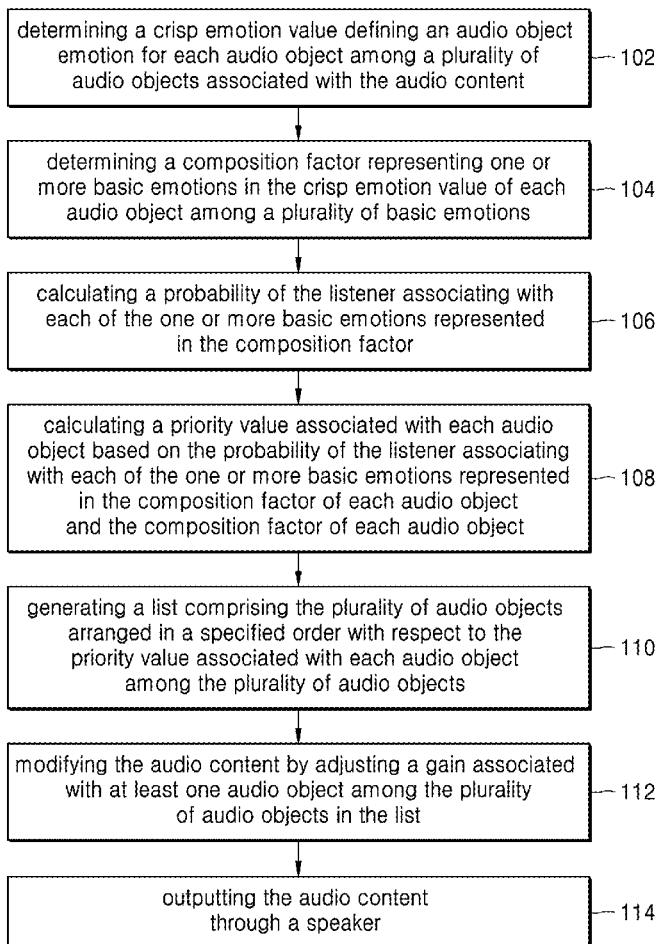 determining a crisp emotion value defining an audio object
emotion for each audio object among a plurality of
audio objects associated with the audio content
102
determining a composition factor representing one or
more basic emotions in the crisp emotion value of each
audio object among a plurality of basic emotions
104
calculating a probability of the listener associating with
each of the one or more basic emotions represented
in the composition factor
106
calculating a priority value associated with each audio
object based on the probability of the listener associating
with each of the one or more basic emotions represented
in the composition factor of each audio object
and the composition factor of each audio object
108
generating a list comprising the plurality of audio objects
arranged in a specified order with respect to the
priority value associated with each audio object
among the plurality of audio objects
110
modifying the audio content by adjusting a gain associated
with at least one audio object among the plurality
of audio objects in the list
112
outputting the audio content
through a speaker
114